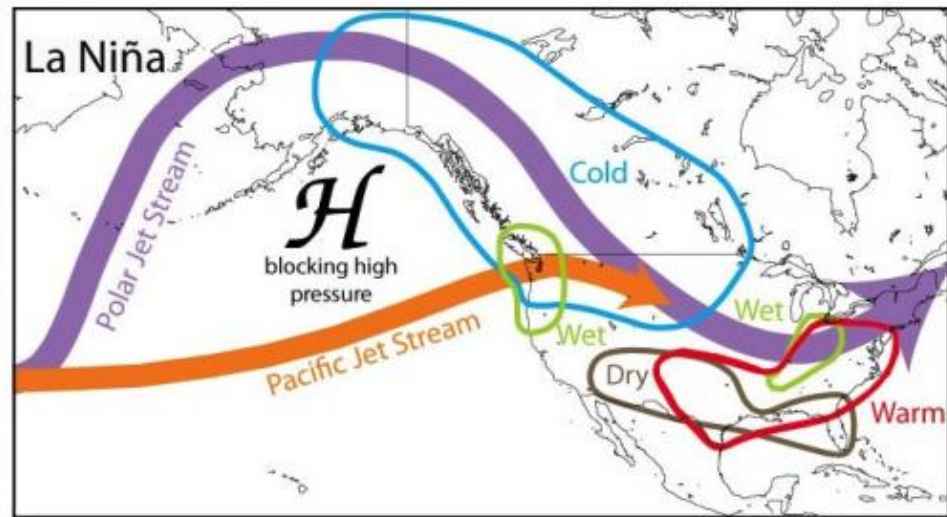 La Niña
Polar Jet Stream
H
blocking high
pressure
Pacific Jet Stream
Cold
Wet
Wet
Dry
Warm